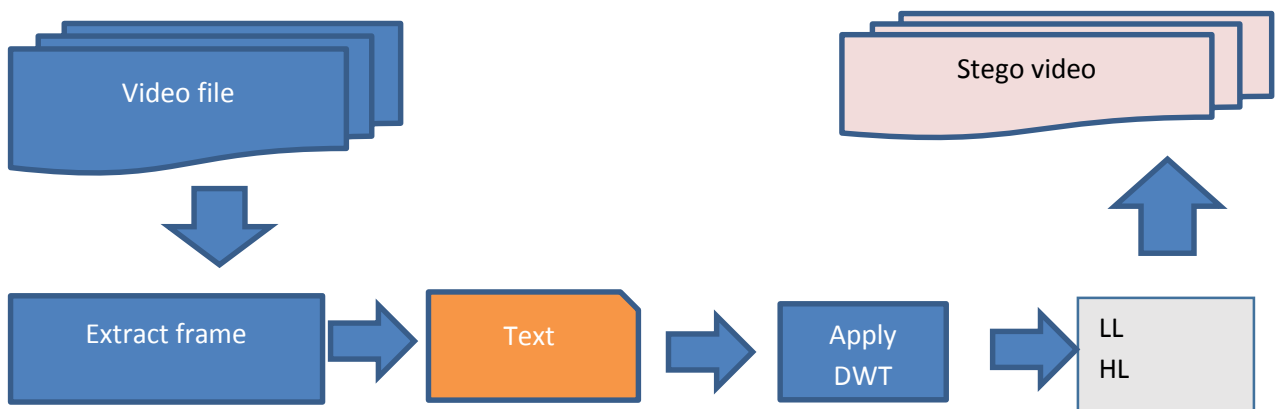 Video file
Stego video
Extract frame
Text
Apply
DWT
LL
HL